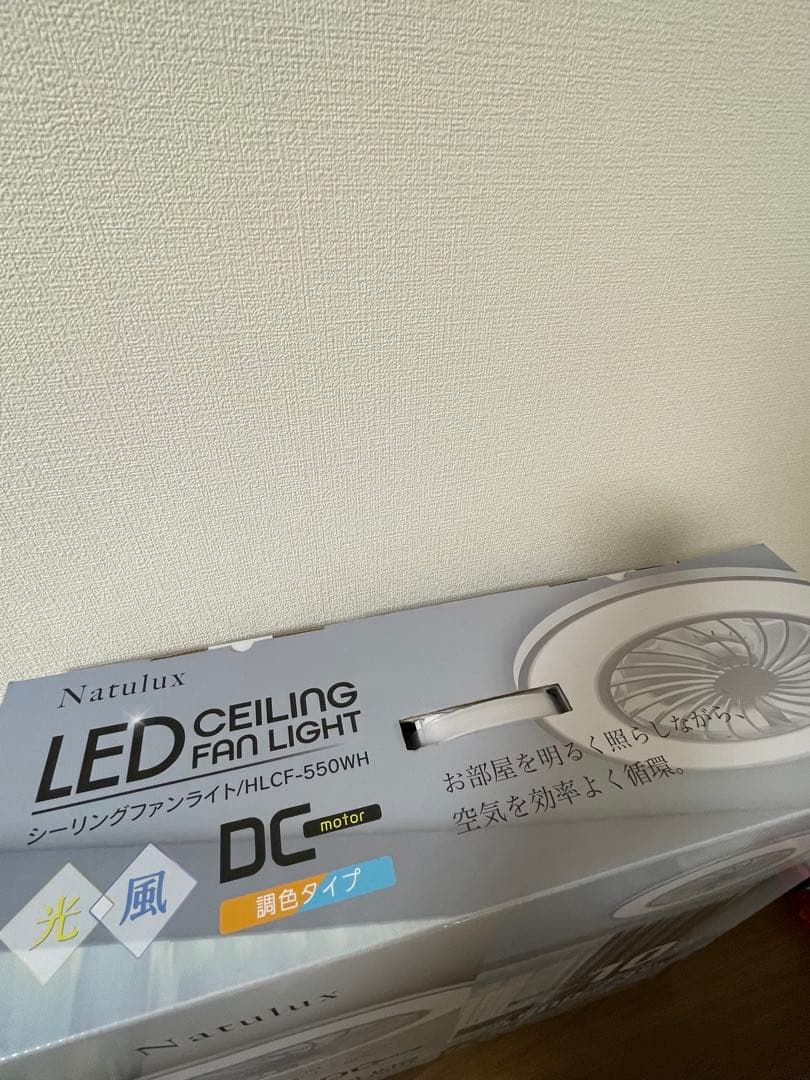 Natulux
LED CEILING
FAN LIGHT
シーリングファンライト/HLCF-550WH
DC motor
調色タイプ
光 風
お部屋を明るく照らしながら、
空気を効率よく循環。
Natulux